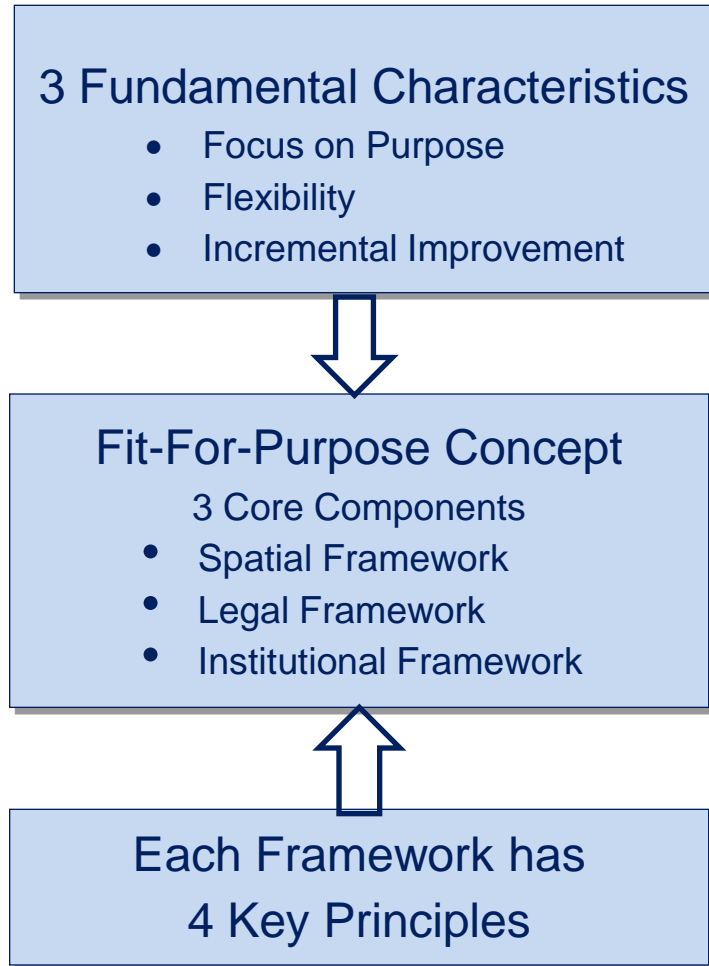 3 Fundamental Characteristics
• Focus on Purpose
• Flexibility
• Incremental Improvement
Fit-For-Purpose Concept
3 Core Components
• Spatial Framework
• Legal Framework
• Institutional Framework
Each Framework has
4 Key Principles